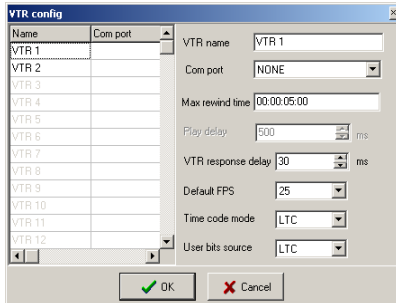 VTR config
Name Com port
VTR 1
VTR 2
VTR 3
VTR 4
VTR 5
VTR 6
VTR 7
VTR 8
VTR 9
VTR 10
VTR 11
VTR 12
VTR name VTR 1
Com port NONE
Max rewind time 00:00:05:00
Play delay 500 ms
VTR response delay 30 ms
Default FPS 25
Time code mode LTC
User bits source LTC
OK Cancel